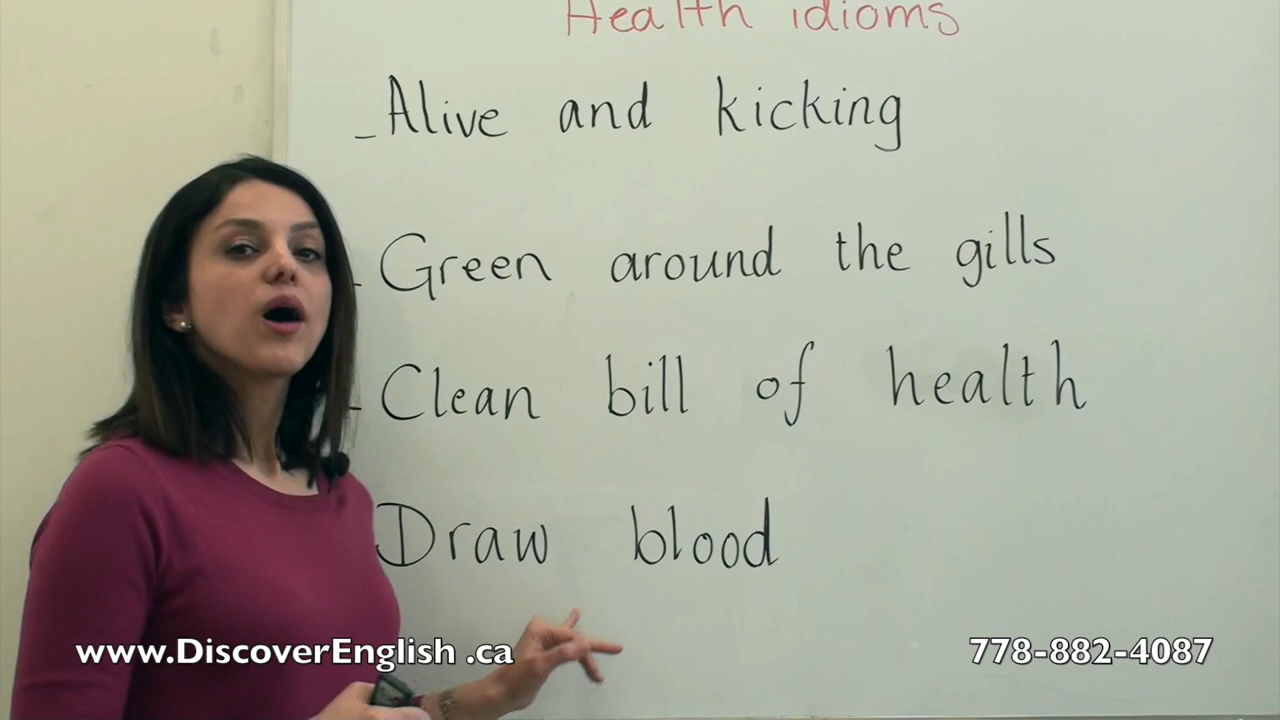 Health idioms
- Alive and kicking
- Green around the gills
- Clean bill of health
Draw blood
www.DiscoverEnglish .ca
778-882-4087